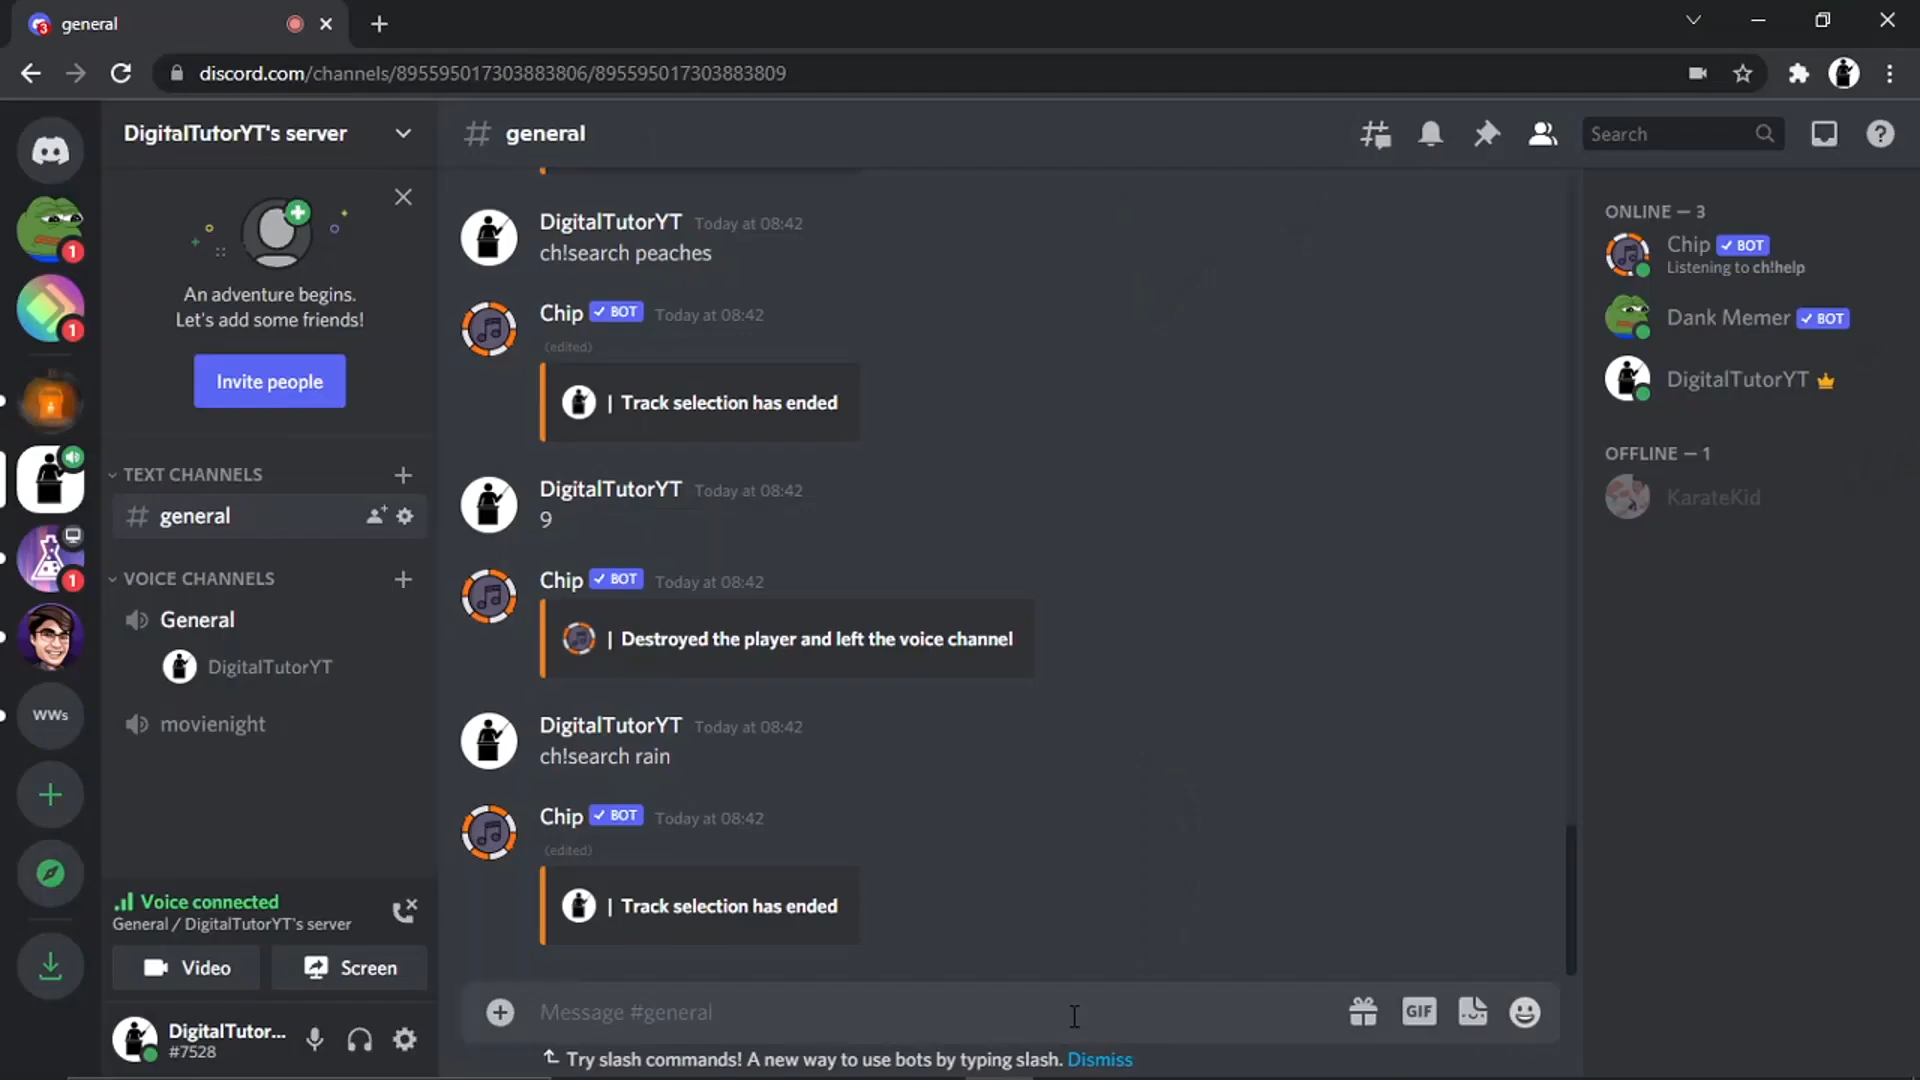 general
discord.com/channels/895595017303883806/895595017303883809
DigitalTutorYT's server
general
Search
An adventure begins.
Let's add some friends!
Invite people
TEXT CHANNELS
general
VOICE CHANNELS
General
DigitalTutorYT
movienight
WWs
1
1
1
3
Voice connected
General / DigitalTutorYT's server
Video
Screen
DigitalTutor...
#7528
DigitalTutorYT Today at 08:42
ch!search peaches
Chip ✓ BOT Today at 08:42
(edited)
| Track selection has ended
DigitalTutorYT Today at 08:42
9
Chip ✓ BOT Today at 08:42
| Destroyed the player and left the voice channel
DigitalTutorYT Today at 08:42
ch!search rain
Chip ✓ BOT Today at 08:42
(edited)
| Track selection has ended
Message #general
GIF
Try slash commands! A new way to use bots by typing slash. Dismiss
ONLINE — 3
Chip ✓ BOT
Listening to ch!help
Dank Memer ✓ BOT
DigitalTutorYT
OFFLINE — 1
KarateKid